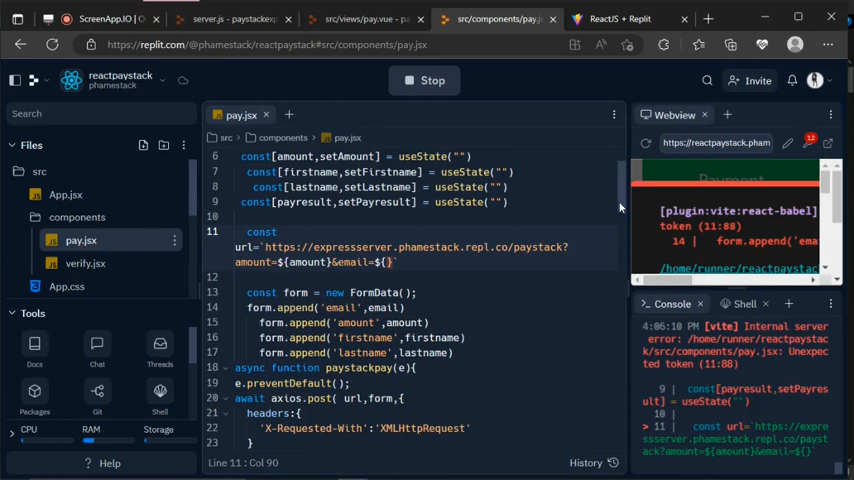 ScreenApp.IO
server.js - paystackexp
src/views/pay.vue - pay
src/components/pay.j
ReactJS + Replit
https://replit.com/@phamestack/reactpaystack#src/components/pay.jsx
reactpaystack
phamestack
Stop
Invite
Search
Files
src
App.jsx
components
pay.jsx
verify.jsx
App.css
Tools
Docs
Chat
Threads
Packages
Git
Shell
CPU
RAM
Storage
? Help
pay.jsx
src > components > pay.jsx
6 const[amount,setAmount] = useState("")
7 const[firstname,setFirstname] = useState("")
8 const[lastname,setLastname] = useState("")
9 const[payresult,setPayresult] = useState("")
10
11 const
url=`https://expressserver.phamestack.repl.co/paystack?
amount=${amount}&email=${}`
12
13 const form = new FormData();
14 form.append('email',email)
15 form.append('amount',amount)
16 form.append('firstname',firstname)
17 form.append('lastname',lastname)
18 async function paystackpay(e){
19 e.preventDefault();
20 await axios.post( url,form,{
21 headers:{
22 'X-Requested-With':'XMLHttpRequest'
23 }
Line 11 : Col 90
History
Webview
https://reactpaystack.pham
12
Payment
[plugin:vite:react-babel]
token (11:88)
14 | form.append('ema
/home/runner/reactpaystac
Console
Shell
4:06:10 PM [vite] Internal server
error: /home/runner/reactpaystac
k/src/components/pay.jsx: Unexpec
ted token (11:88)
9 | const[payresult,setPayres
ult] = useState("")
10 |
> 11 | const url=`https://expre
ssserver.phamestack.repl.co/payst
ack?amount=${amount}&email=${}`